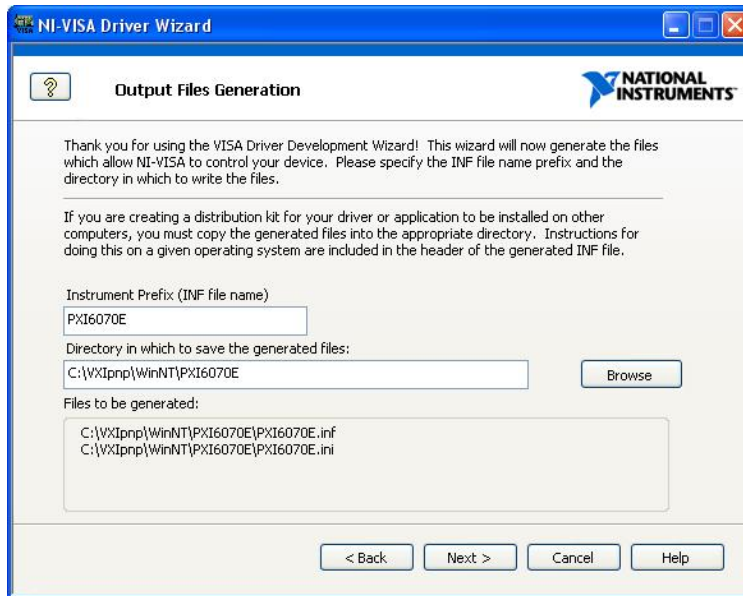 NI-VISA Driver Wizard
?
Output Files Generation
NATIONAL
INSTRUMENTS
Thank you for using the VISA Driver Development Wizard! This wizard will now generate the files
which allow NI-VISA to control your device. Please specify the INF file name prefix and the
directory in which to write the files.
If you are creating a distribution kit for your driver or application to be installed on other
computers, you must copy the generated files into the appropriate directory. Instructions for
doing this on a given operating system are included in the header of the generated INF file.
Instrument Prefix (INF file name)
PXI6070E
Directory in which to save the generated files:
C:\VXIpnp\WinNT\PXI6070E
Browse
Files to be generated:
C:\VXIpnp\WinNT\PXI6070E\PXI6070E.inf
C:\VXIpnp\WinNT\PXI6070E\PXI6070E.ini
< Back Next > Cancel Help